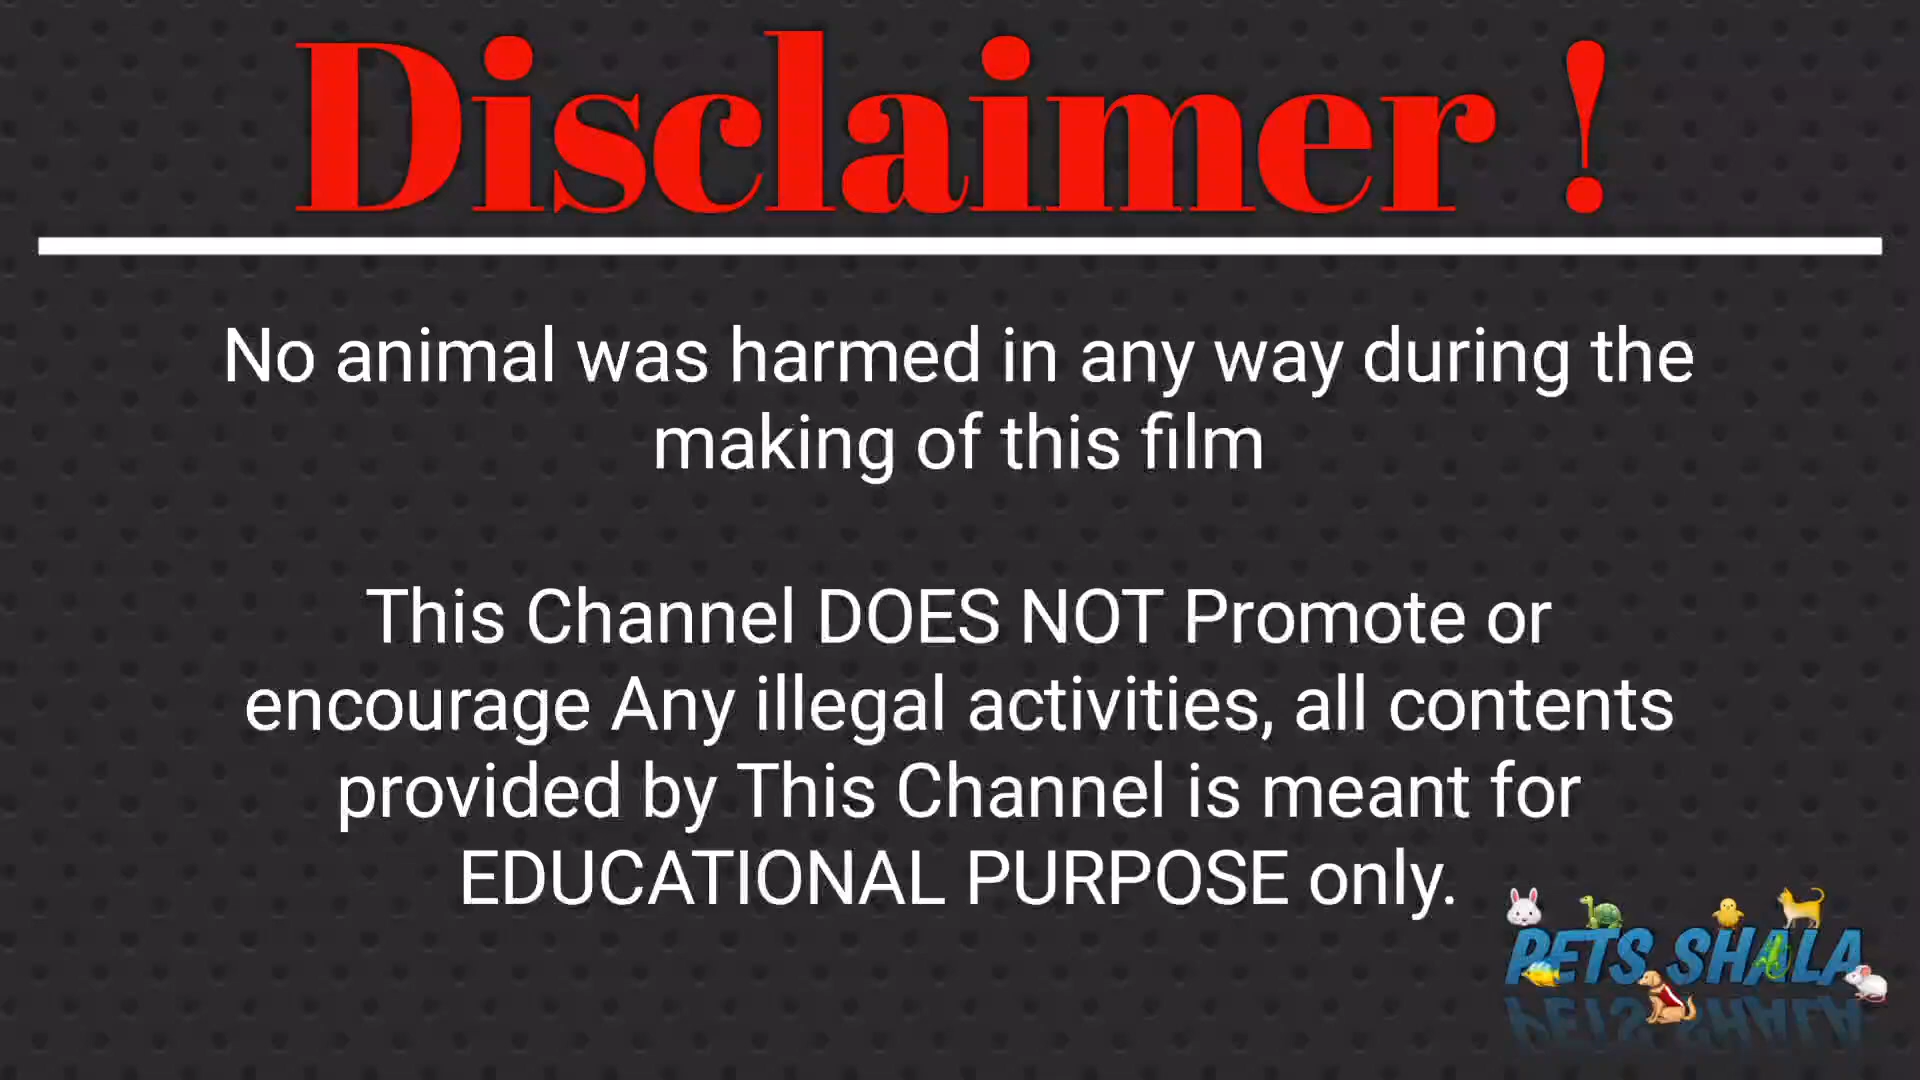 Disclaimer !
No animal was harmed in any way during the
making of this film
This Channel DOES NOT Promote or
encourage Any illegal activities, all contents
provided by This Channel is meant for
EDUCATIONAL PURPOSE only.
PETS SHALA